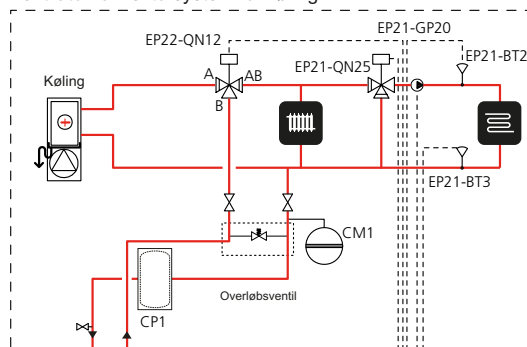 EP22-QN12
EP21-GP20
EP21-BT2
A
AB
EP21-QN25
Køling
B
EP21-BT3
CM1
Overløbsventil
CP1